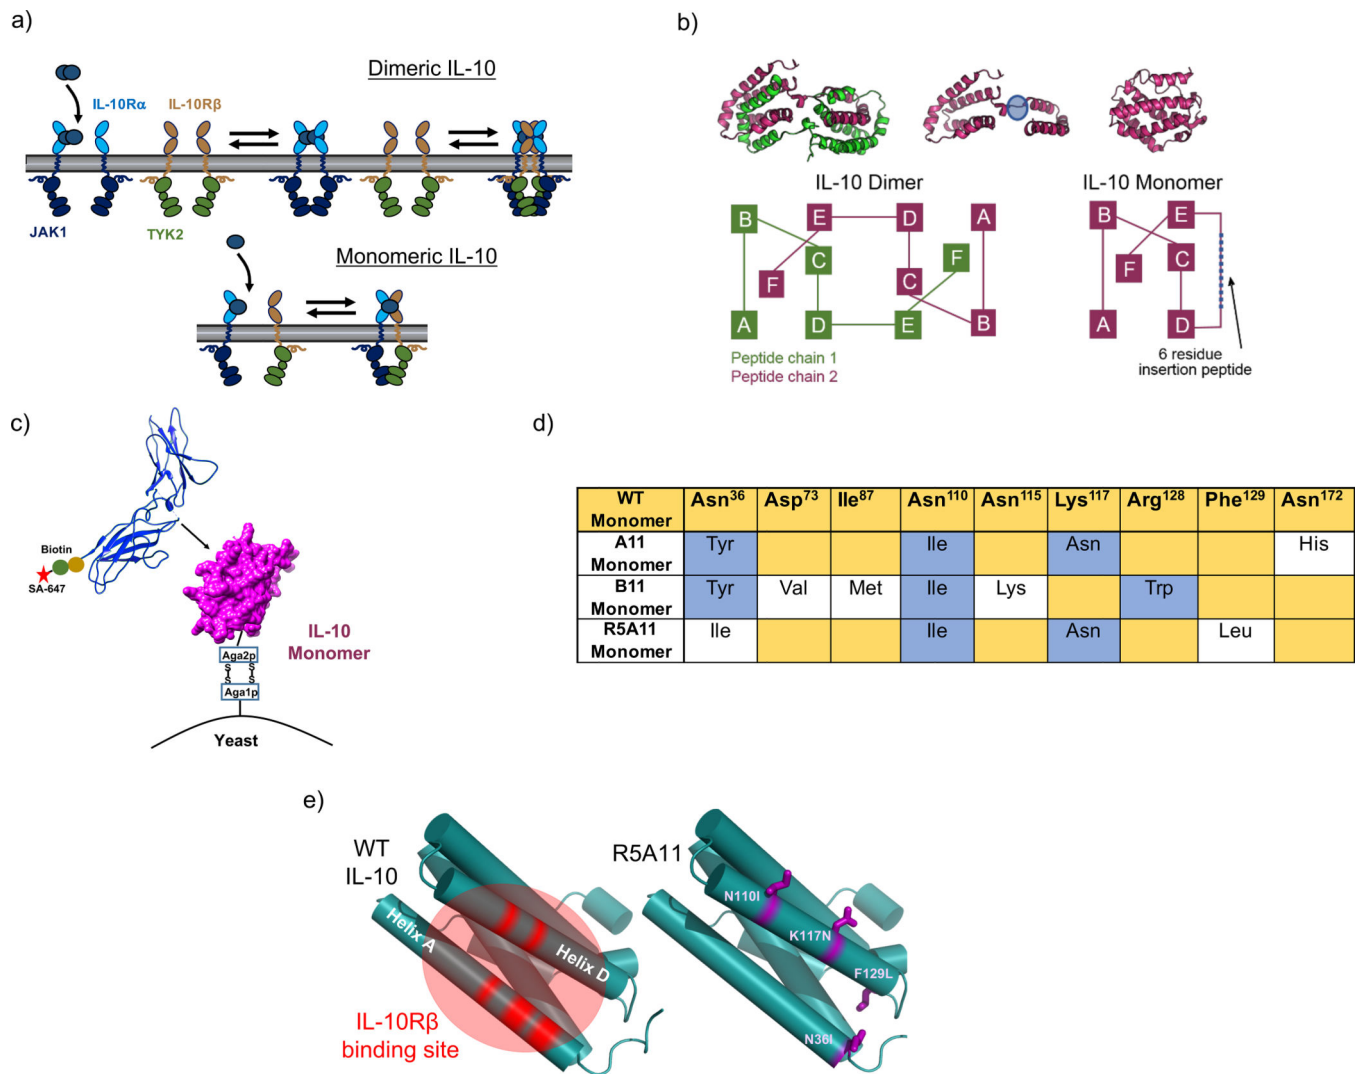 a)
Dimeric IL-10
IL-10Rα
IL-10Rβ
JAK1
TYK2
Monomeric IL-10
b)
IL-10 Dimer
IL-10 Monomer
B
E
D
A
C
F
F
C
A
D
E
B
B
E
F
C
A
D
Peptide chain 1
Peptide chain 2
6 residue
insertion peptide
c)
Biotin
SA-647
IL-10
Monomer
Aga2p
S S
S S
Aga1p
Yeast
d)
WT Monomer Asn36 Asp73 Ile87 Asn110 Asn115 Lys117 Arg128 Phe129 Asn172
A11 Monomer Tyr Ile Asn His
B11 Monomer Tyr Val Met Ile Lys Trp
R5A11 Monomer Ile Ile Asn Leu
e)
WT
IL-10
Helix A
Helix D
IL-10Rβ
binding site
R5A11
N110I
K117N
F129L
N36I